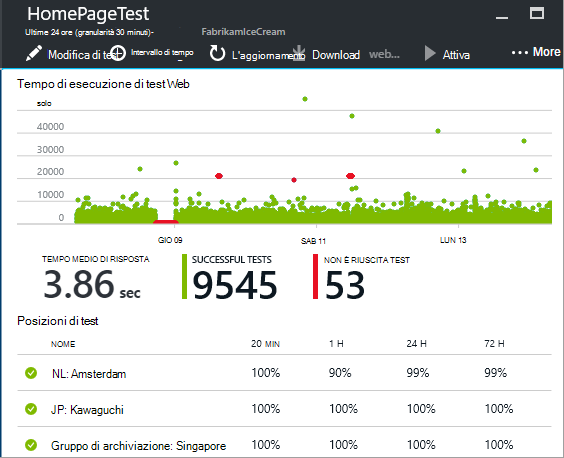 HomePageTest
Ultime 24 ore (granularità 30 minuti)- FabrikamIceCream
Modifica di test Intervallo di tempo L'aggiornamento Download web... Attiva ... More
Tempo di esecuzione di test Web
solo
40000
30000
20000
10000
0
GIO 09 SAB 11 LUN 13
TEMPO MEDIO DI RISPOSTA SUCCESSFUL TESTS NON È RIUSCITA TEST
3.86 sec 9545 53
Posizioni di test
NOME 20 MIN 1 H 24 H 72 H
NL: Amsterdam 100% 90% 99% 99%
JP: Kawaguchi 100% 100% 100% 100%
Gruppo di archiviazione: Singapore 100% 100% 100% 100%